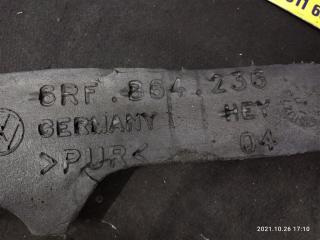 6RF.864.236
GERMANY HEY
>PUR< 04
2021.10.26 17:10